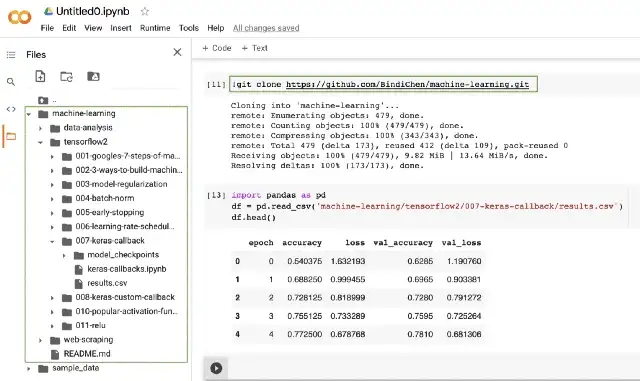 Untitled0.ipynb
File Edit View Insert Runtime Tools Help All changes saved
Files
+ Code + Text
..
machine-learning
data-analysis
tensorflow2
001-googles-7-steps-of-ma...
002-3-ways-to-build-machin...
003-model-regularization
004-batch-norm
005-early-stopping
006-learning-rate-schedul...
007-keras-callback
model_checkpoints
keras-callbacks.ipynb
results.csv
008-keras-custom-callback
010-popular-activation-fun...
011-relu
web-scraping
README.md
sample_data
[11] !git clone https://github.com/BindiChen/machine-learning.git
Cloning into 'machine-learning'...
remote: Enumerating objects: 479, done.
remote: Counting objects: 100% (479/479), done.
remote: Compressing objects: 100% (343/343), done.
remote: Total 479 (delta 173), reused 412 (delta 109), pack-reused 0
Receiving objects: 100% (479/479), 9.82 MiB | 13.64 MiB/s, done.
Resolving deltas: 100% (173/173), done.
[13] import pandas as pd
df = pd.read_csv('machine-learning/tensorflow2/007-keras-callback/results.csv')
df.head()
epoch accuracy loss val_accuracy val_loss
0 0 0.540375 1.632193 0.6285 1.190760
1 1 0.688250 0.999455 0.6965 0.903381
2 2 0.728125 0.818999 0.7280 0.791272
3 3 0.755125 0.733289 0.7595 0.725264
4 4 0.772500 0.678768 0.7810 0.681306